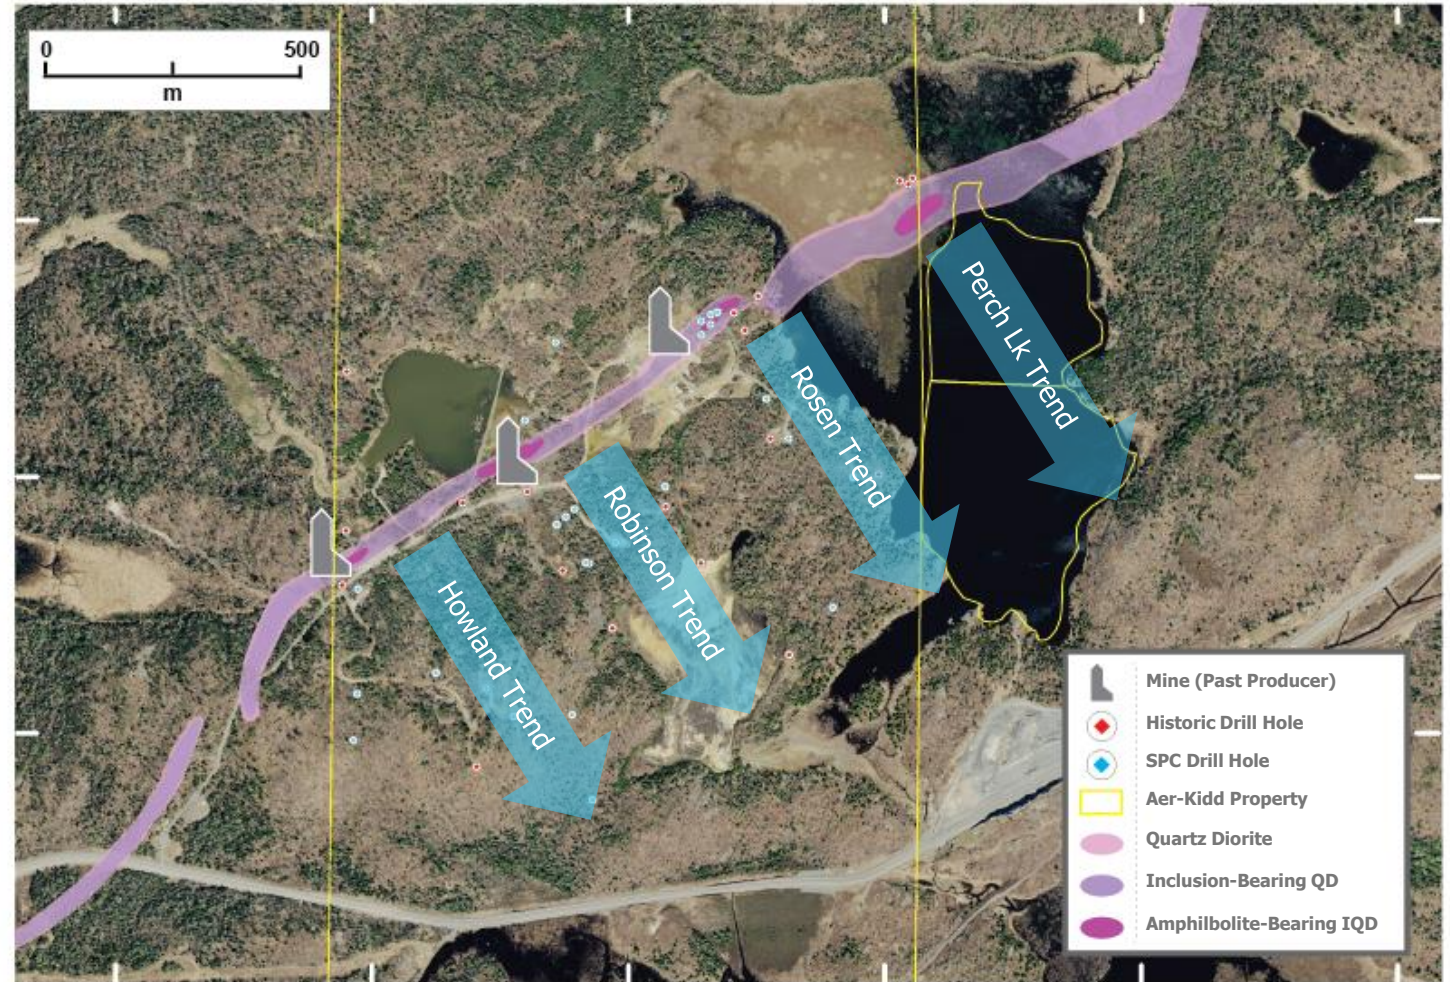 0 500
m
Perch Lk Trend
Rosen Trend
Robinson Trend
Howland Trend
Mine (Past Producer)
Historic Drill Hole
SPC Drill Hole
Aer-Kidd Property
Quartz Diorite
Inclusion-Bearing QD
Amphilbolite-Bearing IQD